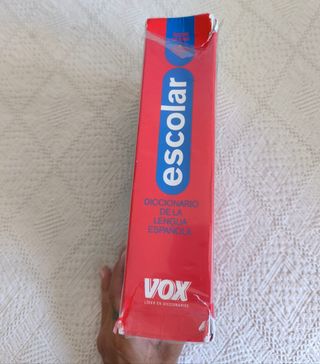 escolar
DICCIONARIO
DE LA
LENGUA
ESPAÑOLA
VOX
LÍDER EN DICCIONARIOS